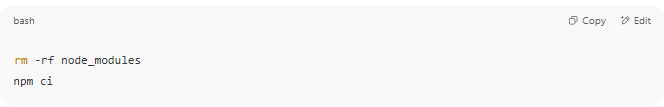 bash Copy Edit
rm -rf node_modules
npm ci